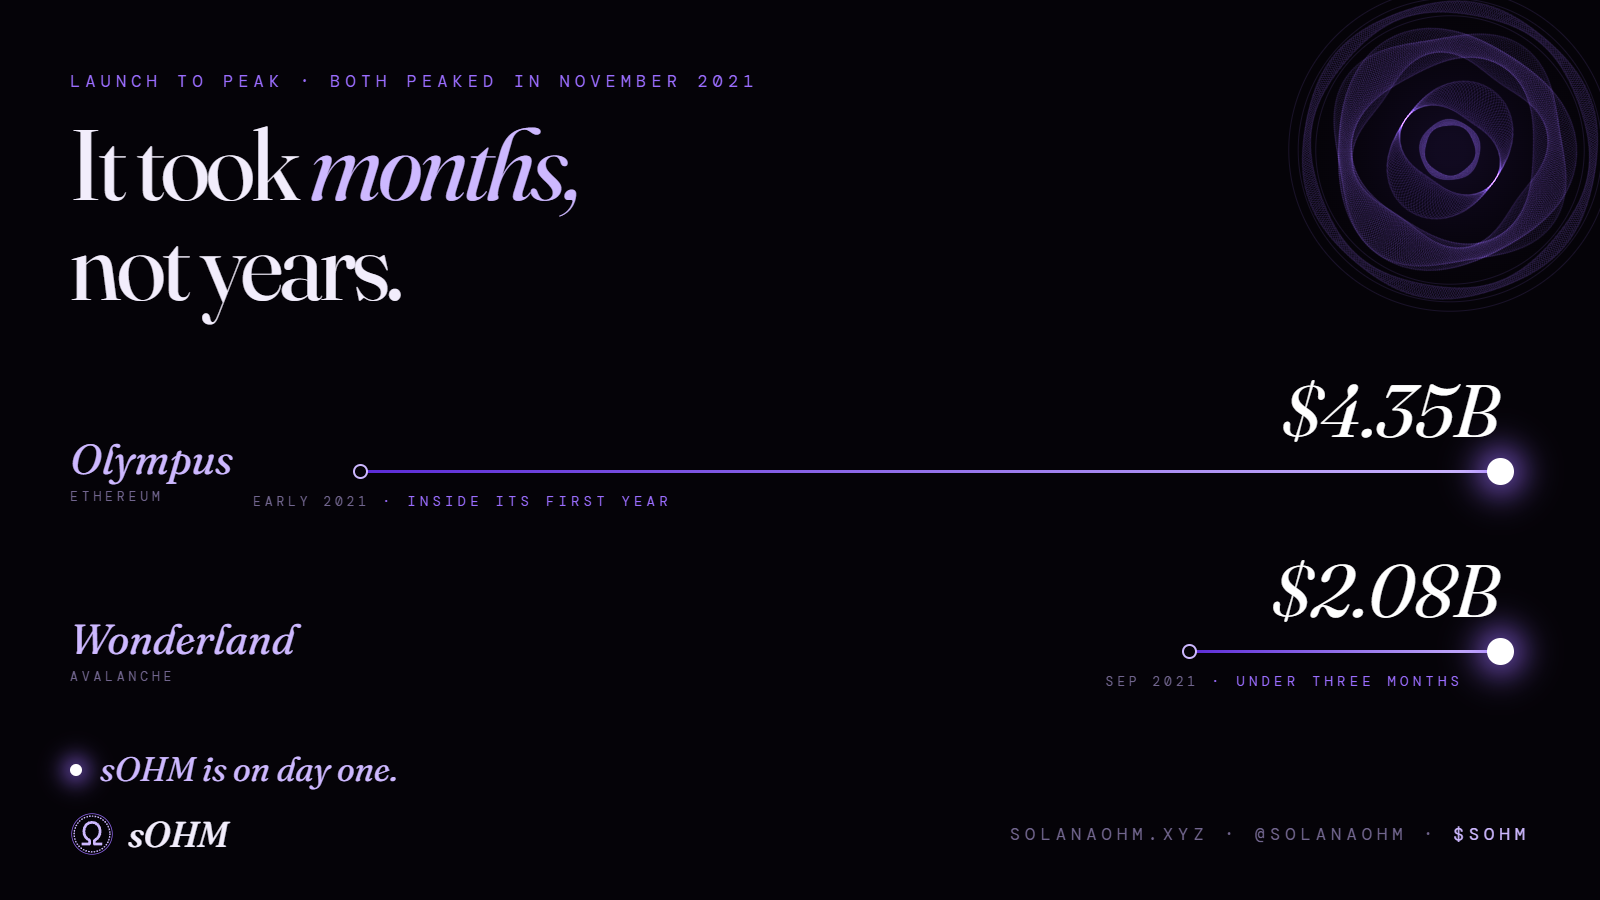 LAUNCH TO PEAK · BOTH PEAKED IN NOVEMBER 2021
It took months,
not years.
$4.35B
Olympus
ETHEREUM
EARLY 2021 · INSIDE ITS FIRST YEAR
$2.08B
Wonderland
AVALANCHE
SEP 2021 · UNDER THREE MONTHS
sOHM is on day one.
Ω sOHM
SOLANAOHM.XYZ · @SOLANAOHM · $SOHM